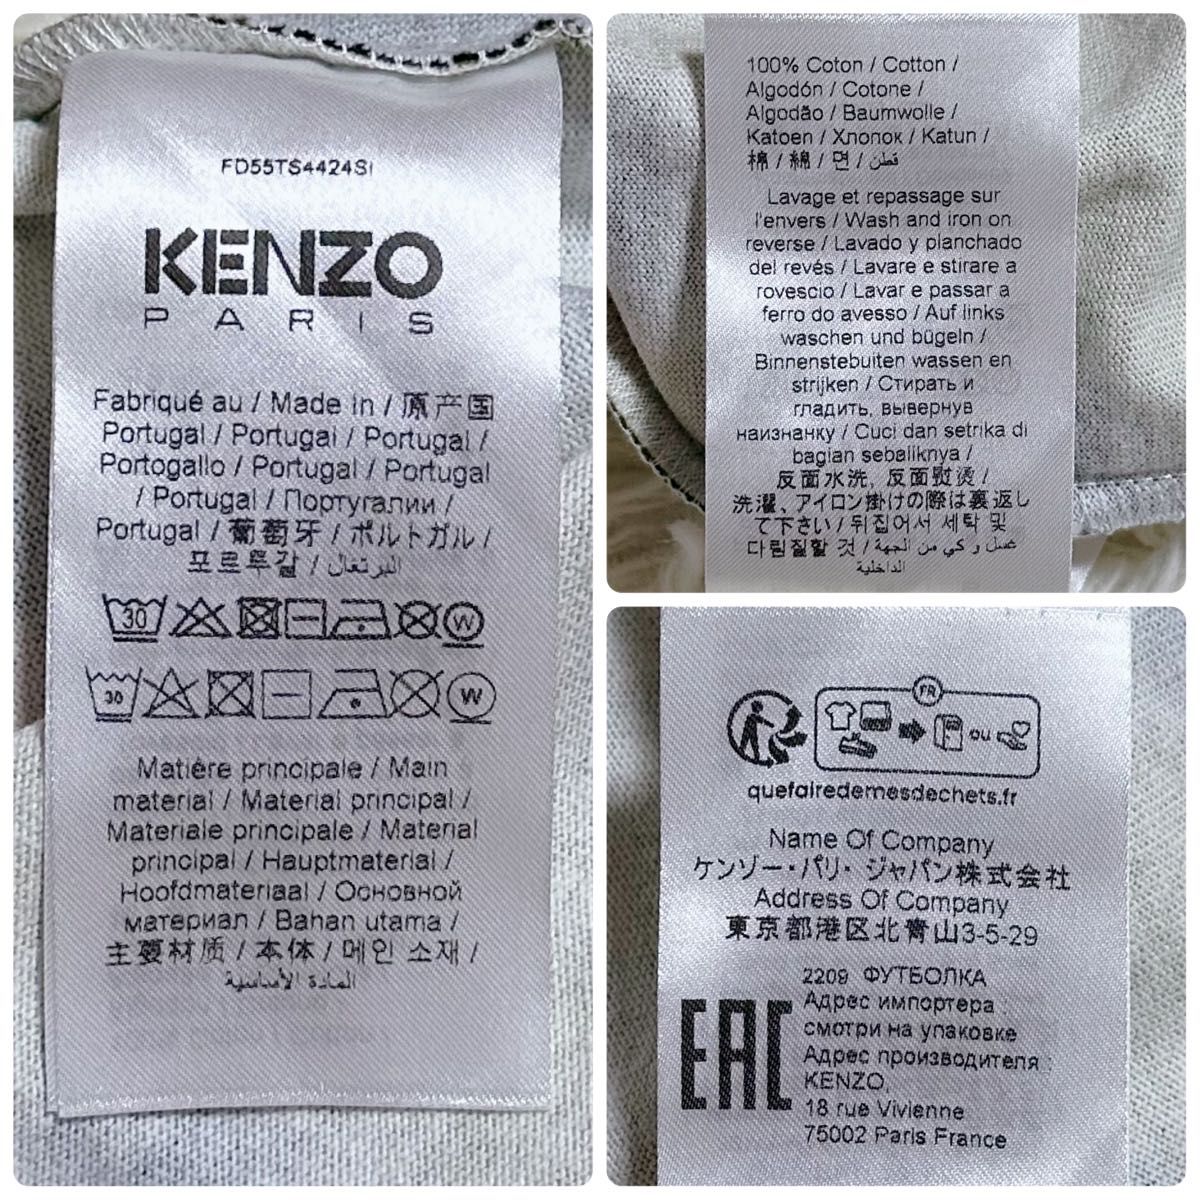 FD55TS4424SI
KENZO
PARIS
Fabriqué au / Made in / 原产国
Portugal / Portugal / Portugal /
Portogallo / Portugal / Portugal
/ Portugal / Португалии /
Portugal / 葡萄牙 / ポルトガル /
포르투갈 / البرتغال
30
W
30
W
Matière principale / Main
material / Material principal /
Materiale principale / Material
principal / Hauptmaterial /
Hoofdmateriaal / Основной
материал / Bahan utama /
主要材质 / 本体 / 메인 소재 /
المادة الأساسية
100% Coton / Cotton /
Algodón / Cotone /
Algodão / Baumwolle /
Katoen / Хлопок / Katun /
棉 / 綿 / 면 / قطن
Lavage et repassage sur
l'envers / Wash and iron on
reverse / Lavado y planchado
del revés / Lavare e stirare a
rovescio / Lavar e passar a
ferro do avesso / Auf links
waschen und bügeln /
Binnenstebuiten wassen en
strijken / Стирать и
гладить, вывернув
наизнанку / Cuci dan setrika di
bagian sebaliknya /
反面水洗, 反面熨烫 /
洗濯、アイロン掛けの際は裏返し
て下さい / 뒤집어서 세탁 및
다림질할 것 / غسل و كي من الجهة
الداخلية
FR
ou
quefairedemesdechets.fr
Name Of Company
ケンゾー・パリ・ジャパン株式会社
Address Of Company
東京都港区北青山3-5-29
2209 ФУТБОЛКА
Адрес импортера :
смотри на упаковке
Адрес производителя :
KENZO,
18 rue Vivienne
75002 Paris France
EAC